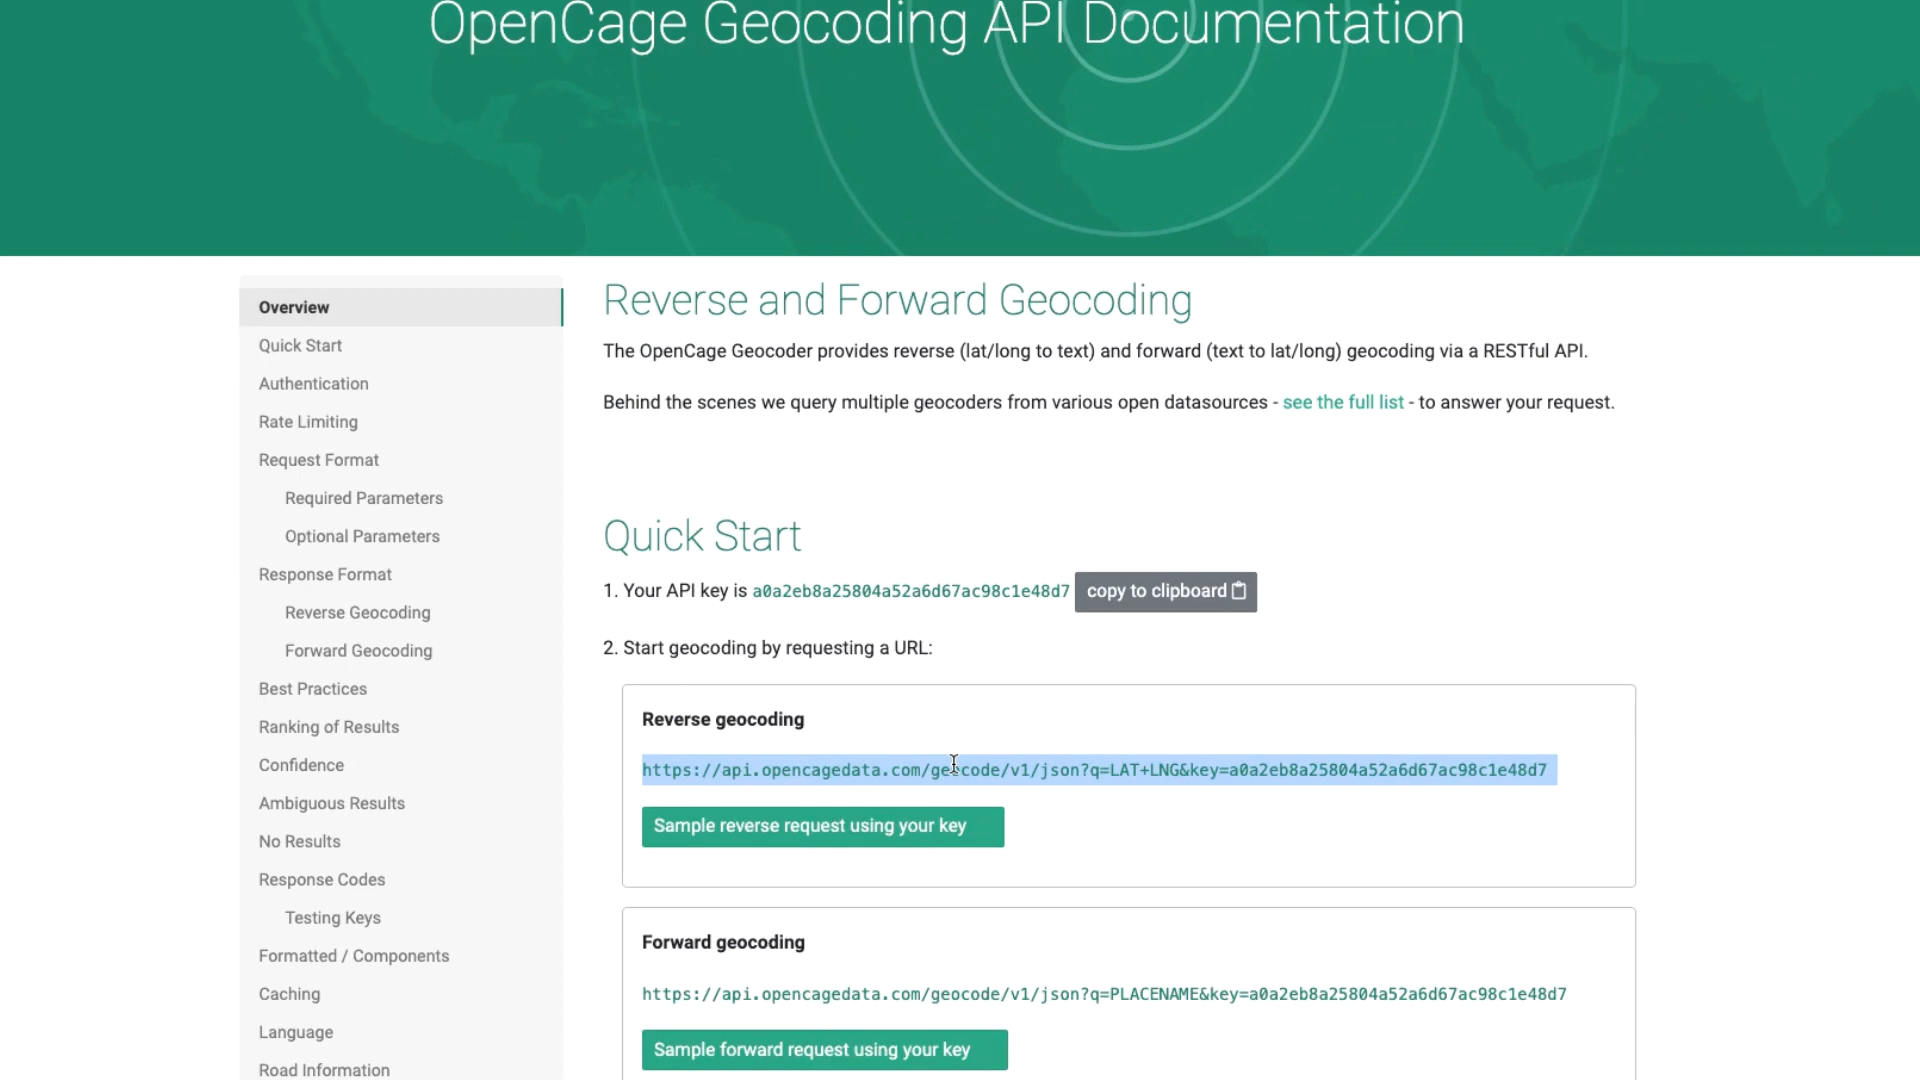 OpenCage Geocoding API Documentation
Overview
Quick Start
Authentication
Rate Limiting
Request Format
Required Parameters
Optional Parameters
Response Format
Reverse Geocoding
Forward Geocoding
Best Practices
Ranking of Results
Confidence
Ambiguous Results
No Results
Response Codes
Testing Keys
Formatted / Components
Caching
Language
Road Information
Reverse and Forward Geocoding
The OpenCage Geocoder provides reverse (lat/long to text) and forward (text to lat/long) geocoding via a RESTful API.
Behind the scenes we query multiple geocoders from various open datasources - see the full list - to answer your request.
Quick Start
1. Your API key is a0a2eb8a25804a52a6d67ac98c1e48d7 copy to clipboard
2. Start geocoding by requesting a URL:
Reverse geocoding
https://api.opencagedata.com/geocode/v1/json?q=LAT+LNG&key=a0a2eb8a25804a52a6d67ac98c1e48d7
Sample reverse request using your key
Forward geocoding
https://api.opencagedata.com/geocode/v1/json?q=PLACENAME&key=a0a2eb8a25804a52a6d67ac98c1e48d7
Sample forward request using your key